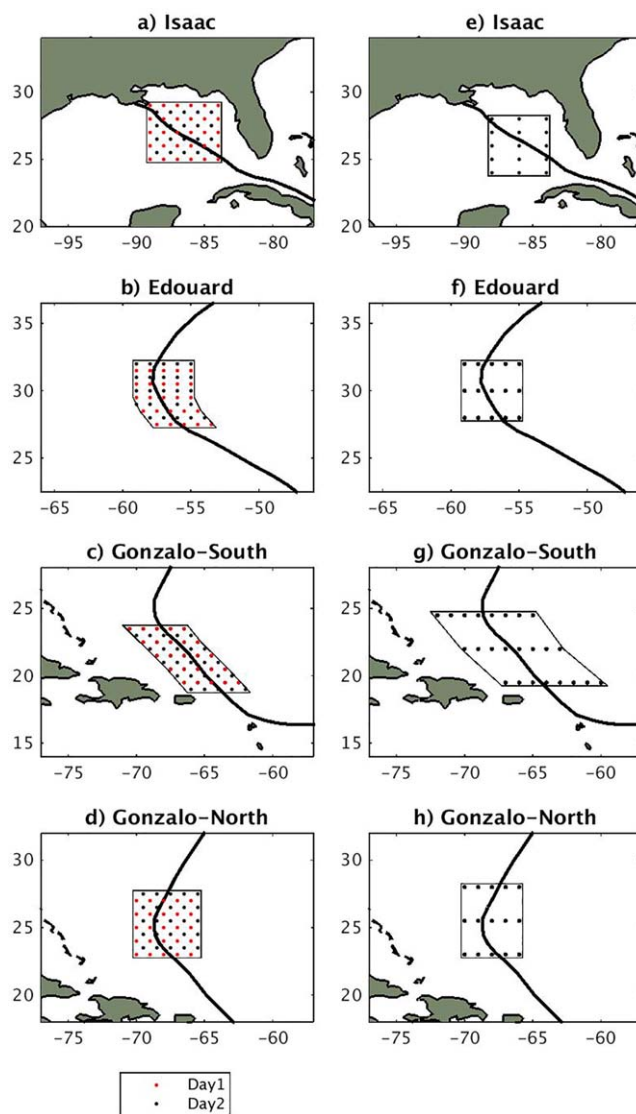 a) Isaac
e) Isaac
30
25
20
−95 −90 −85 −80
30
25
20
−95 −90 −85 −80
b) Edouard
f) Edouard
35
30
25
−65 −60 −55 −50
35
30
25
−65 −60 −55 −50
c) Gonzalo−South
g) Gonzalo−South
25
20
15
−75 −70 −65 −60
25
20
15
−75 −70 −65 −60
d) Gonzalo−North
h) Gonzalo−North
30
25
20
−75 −70 −65 −60
30
25
20
−75 −70 −65 −60
Day1
Day2